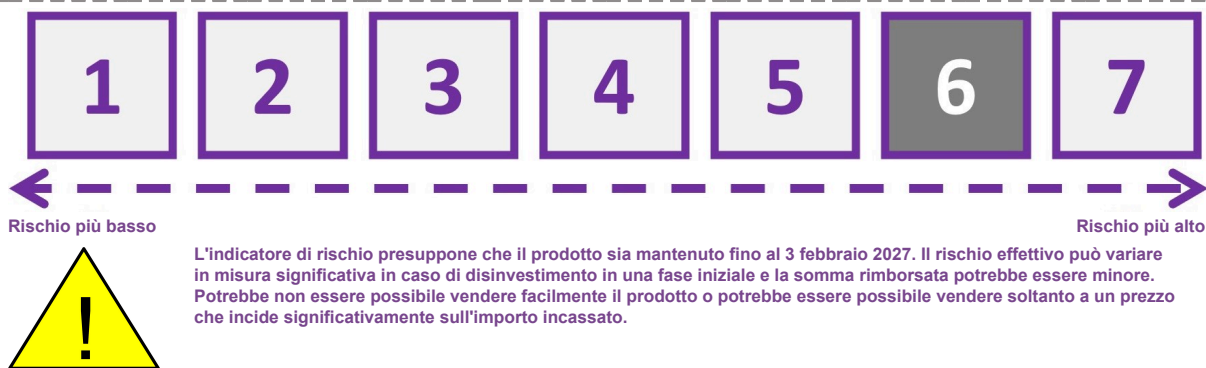 1 2 3 4 5 6 7
Rischio più basso Rischio più alto
L'indicatore di rischio presuppone che il prodotto sia mantenuto fino al 3 febbraio 2027. Il rischio effettivo può variare
in misura significativa in caso di disinvestimento in una fase iniziale e la somma rimborsata potrebbe essere minore.
Potrebbe non essere possibile vendere facilmente il prodotto o potrebbe essere possibile vendere soltanto a un prezzo
che incide significativamente sull'importo incassato.
!